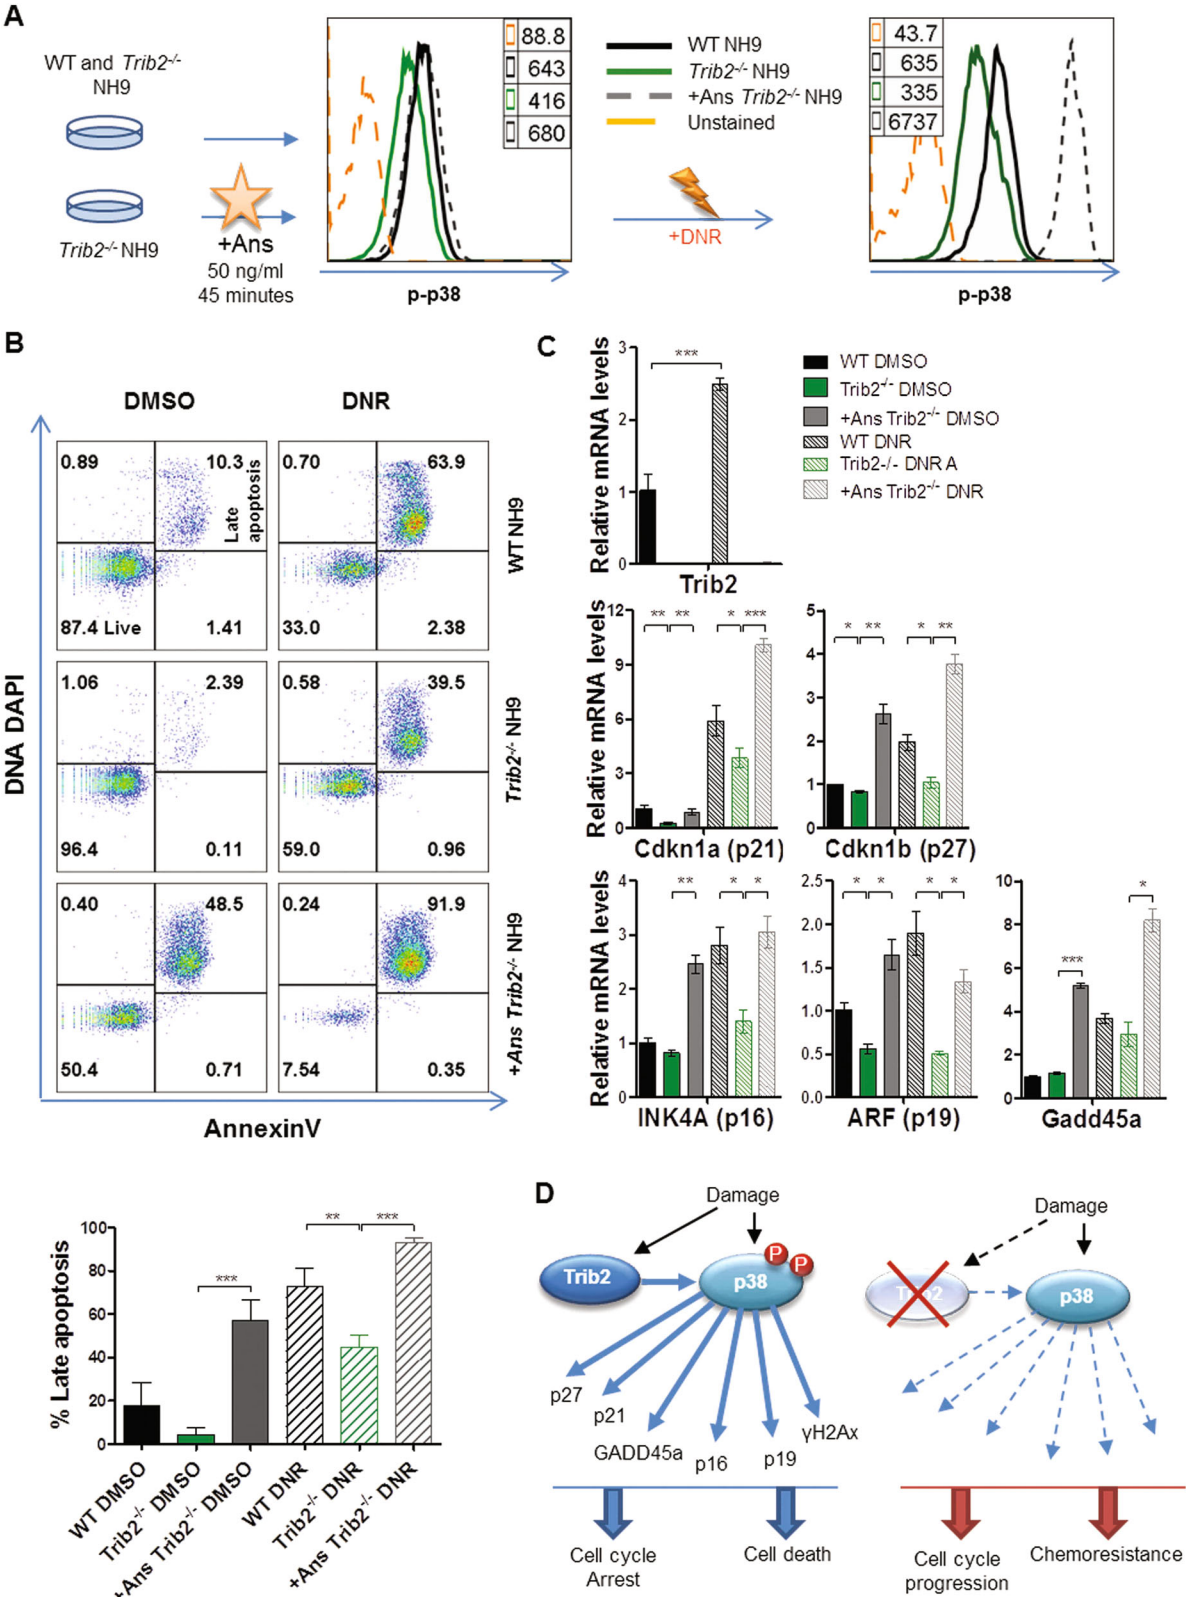 A
WT and Trib2-/-
NH9
Trib2-/- NH9
+Ans
50 ng/ml
45 minutes
88.8
643
416
680
p-p38
WT NH9
Trib2-/- NH9
+Ans Trib2-/- NH9
Unstained
+DNR
43.7
635
335
6737
p-p38
B
DMSO
DNR
DNA DAPI
0.89
10.3
Late
apoptosis
87.4 Live
1.41
0.70
63.9
33.0
2.38
WT NH9
1.06
2.39
96.4
0.11
0.58
39.5
59.0
0.96
Trib2-/- NH9
0.40
48.5
50.4
0.71
0.24
91.9
7.54
0.35
+Ans Trib2-/- NH9
AnnexinV
% Late apoptosis
100
80
60
40
20
0
***
**
***
WT DMSO
Trib2-/- DMSO
+Ans Trib2-/- DMSO
WT DNR
Trib2-/- DNR
+Ans Trib2-/- DNR
C
Relative mRNA levels
3
2
1
0
***
Trib2
WT DMSO
Trib2-/- DMSO
+Ans Trib2-/- DMSO
WT DNR
Trib2-/- DNR A
+Ans Trib2-/- DNR
Relative mRNA levels
12
9
6
3
0
** ** * ***
Cdkn1a (p21)
5
4
3
2
1
0
* ** * **
Cdkn1b (p27)
Relative mRNA levels
4
3
2
1
0
** * *
INK4A (p16)
2.5
2.0
1.5
1.0
0.5
0.0
* * * *
ARF (p19)
10
8
6
4
2
0
***
*
Gadd45a
D
Damage
Trib2
p38
P
P
p27
p21
GADD45a
p16
p19
γH2Ax
Cell cycle
Arrest
Cell death
Damage
Trib2
p38
Cell cycle
progression
Chemoresistance